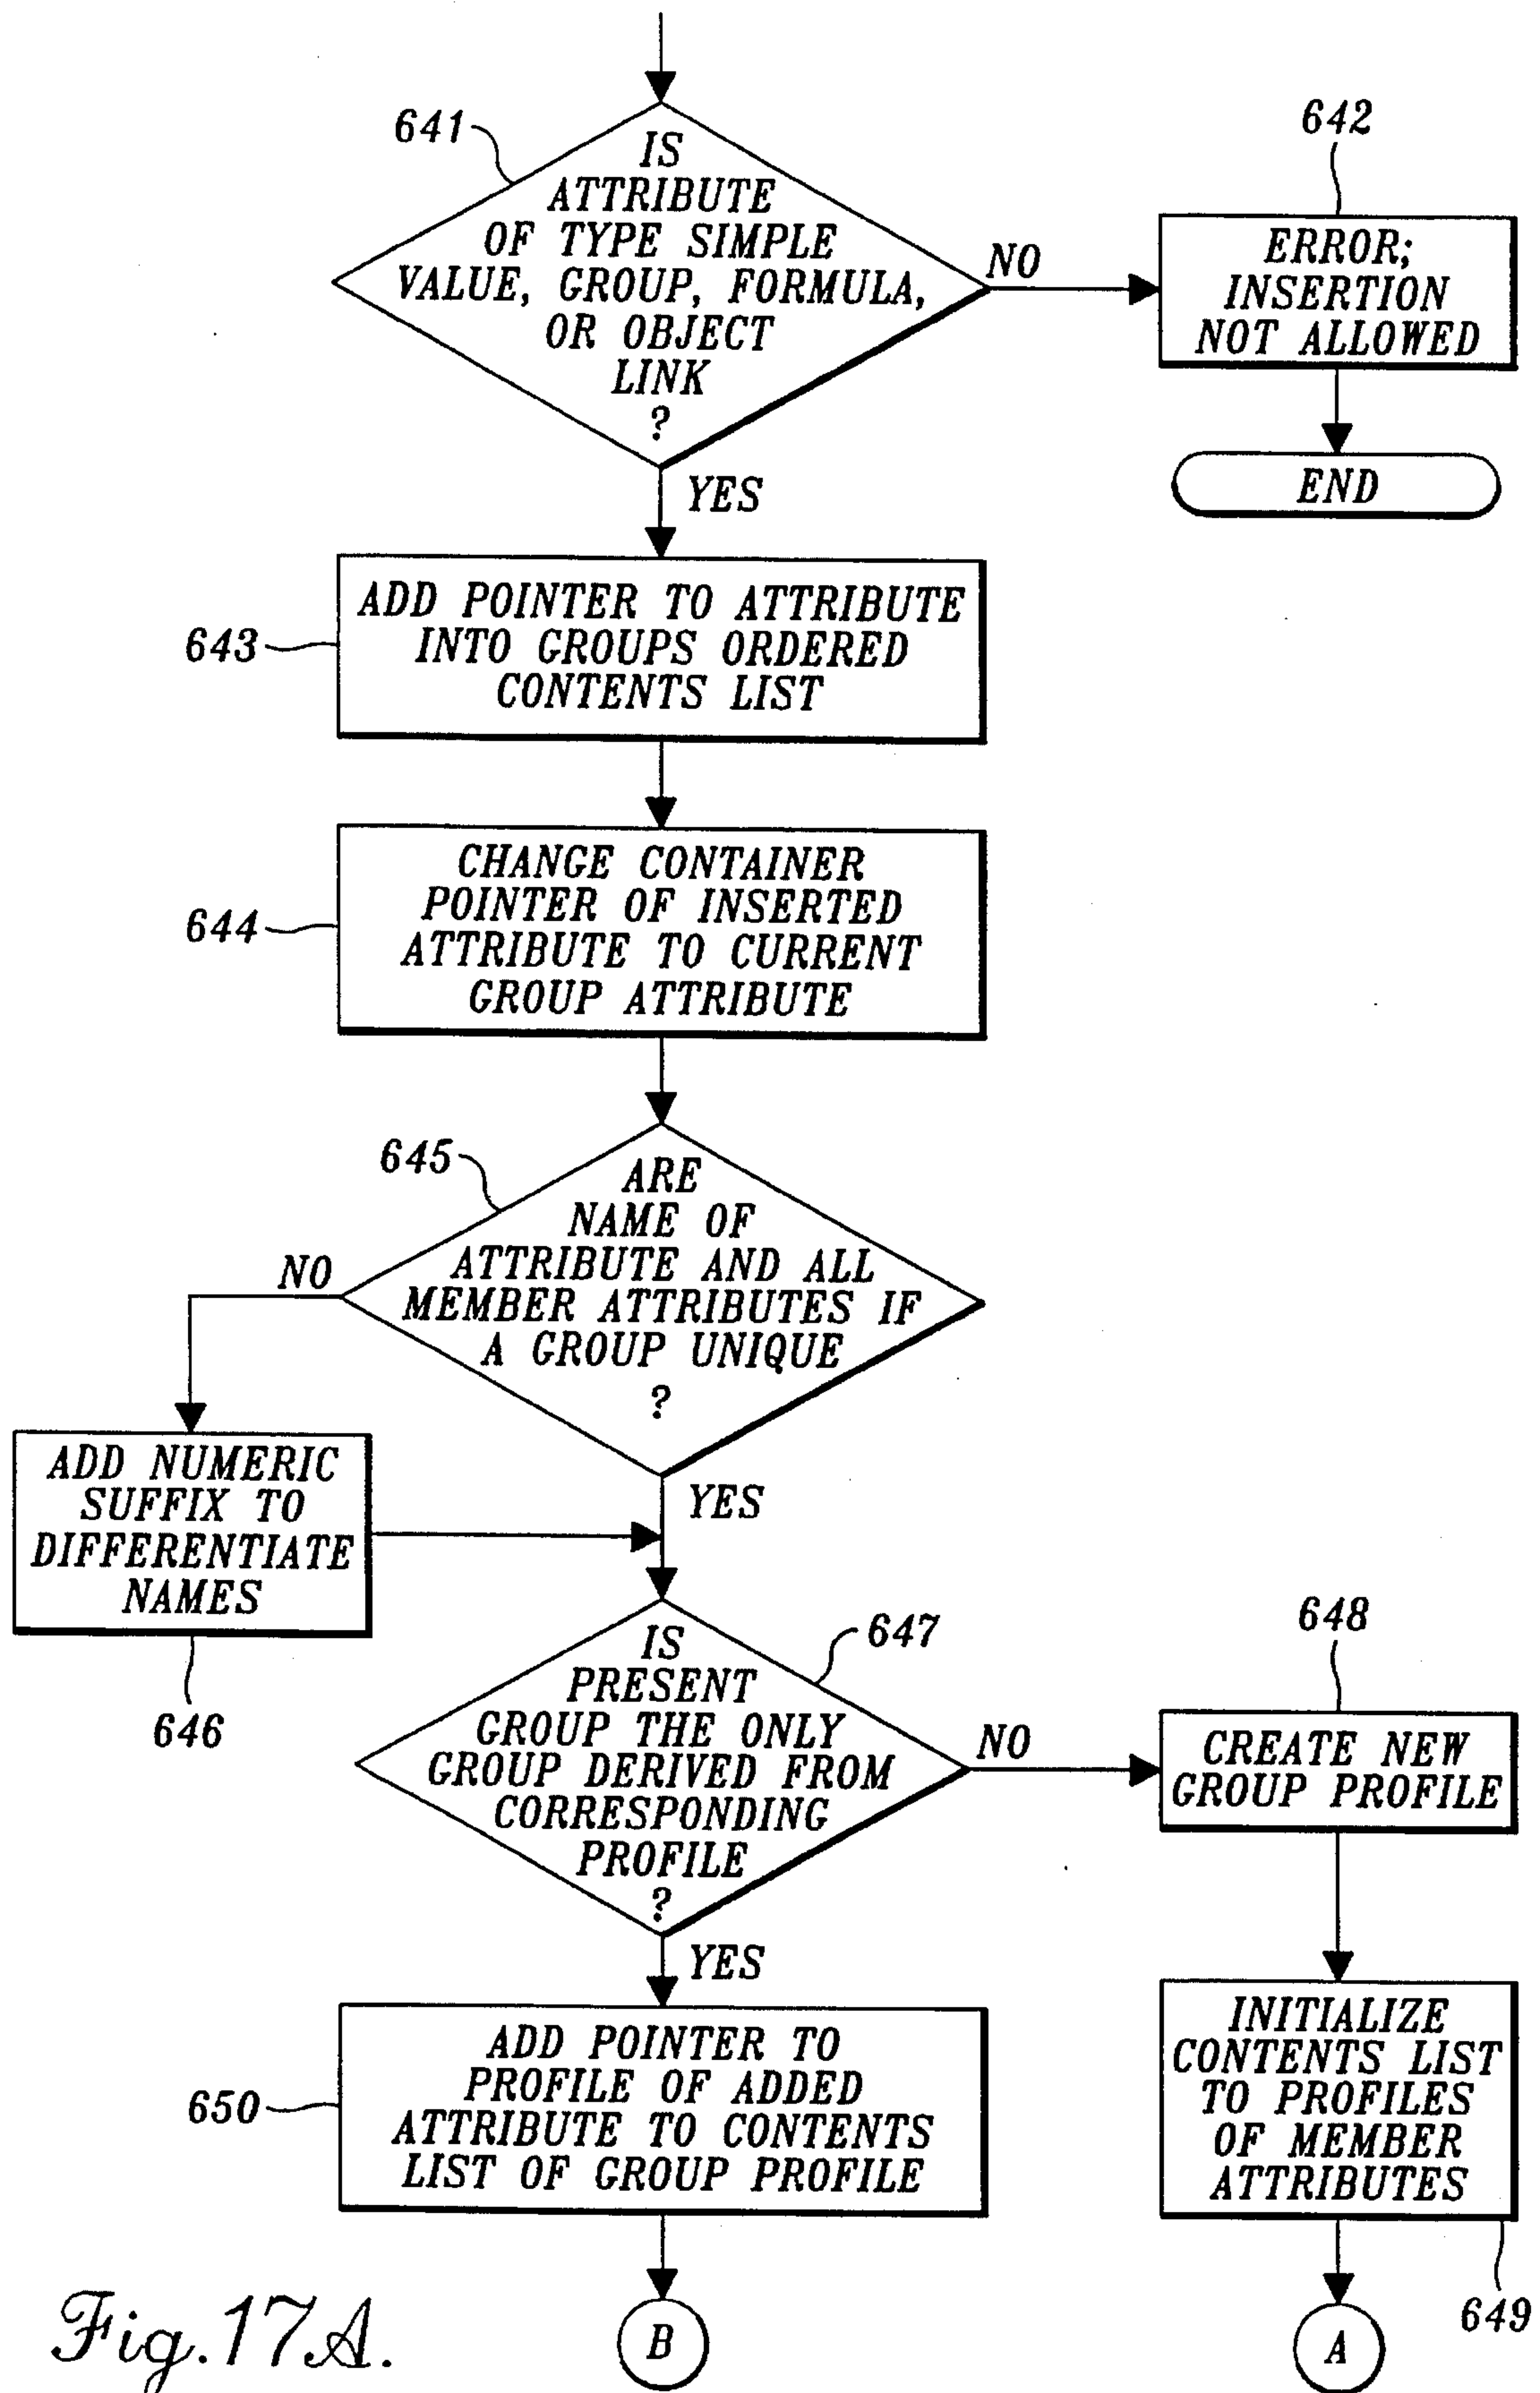 641
IS
ATTRIBUTE
OF TYPE SIMPLE
VALUE, GROUP, FORMULA,
OR OBJECT
LINK
?
NO
642
ERROR;
INSERTION
NOT ALLOWED
END
YES
643
ADD POINTER TO ATTRIBUTE
INTO GROUPS ORDERED
CONTENTS LIST
644
CHANGE CONTAINER
POINTER OF INSERTED
ATTRIBUTE TO CURRENT
GROUP ATTRIBUTE
645
ARE
NAME OF
ATTRIBUTE AND ALL
MEMBER ATTRIBUTES IF
A GROUP UNIQUE
?
NO
YES
ADD NUMERIC
SUFFIX TO
DIFFERENTIATE
NAMES
646
647
IS
PRESENT
GROUP THE ONLY
GROUP DERIVED FROM
CORRESPONDING
PROFILE
?
NO
648
CREATE NEW
GROUP PROFILE
YES
650
ADD POINTER TO
PROFILE OF ADDED
ATTRIBUTE TO CONTENTS
LIST OF GROUP PROFILE
INITIALIZE
CONTENTS LIST
TO PROFILES
OF MEMBER
ATTRIBUTES
649
B
A
Fig.17A.